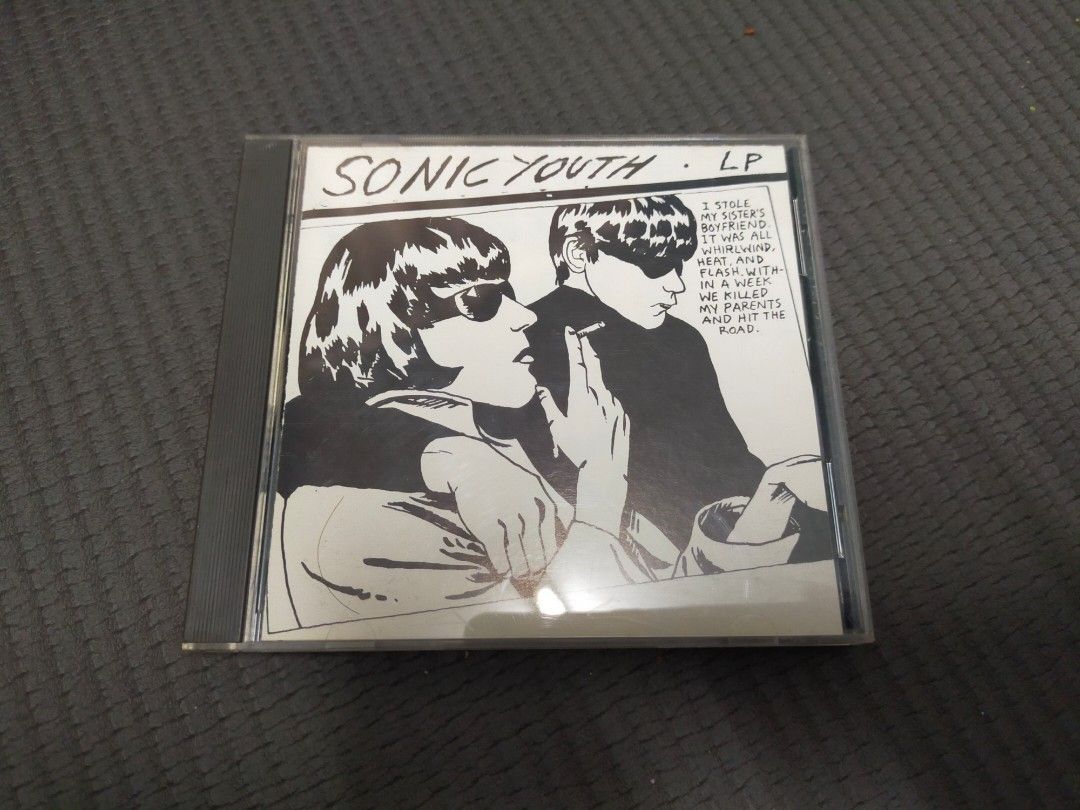 SONIC YOUTH . LP
I STOLE
MY SISTER'S
BOYFRIEND.
IT WAS ALL
WHIRLWIND,
HEAT, AND
FLASH. WITH-
IN A WEEK
WE KILLED
MY PARENTS
AND HIT THE
ROAD.